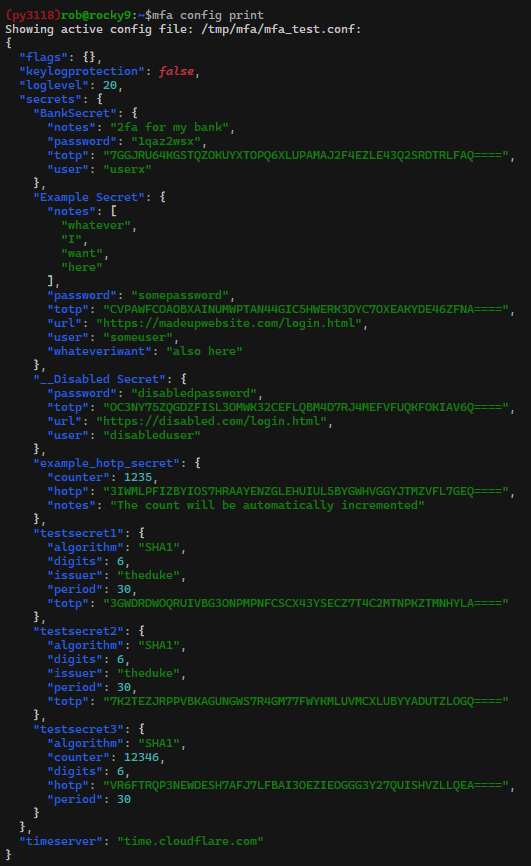 (py3118)rob@rocky9:~$mfa config print
Showing active config file: /tmp/mfa/mfa_test.conf:
{
  "flags": {},
  "keylogprotection": false,
  "loglevel": 20,
  "secrets": {
    "BankSecret": {
      "notes": "2fa for my bank",
      "password": "1qaz2wsx",
      "totp": "7GGJRU64KGSTQZOKUYXTOPQ6XLUPAMAJ2F4EZLE43Q2SRDTRLFAQ====",
      "user": "userx"
    },
    "Example Secret": {
      "notes": [
        "whatever",
        "I",
        "want",
        "here"
      ],
      "password": "somepassword",
      "totp": "CVPAWFCOAOBXAINUMWPTAN44GIC5HWERK3DYC7OXEAKYDE46ZFNA====",
      "url": "https://madeupwebsite.com/login.html",
      "user": "someuser",
      "whateveriwant": "also here"
    },
    "__Disabled Secret": {
      "password": "disabledpassword",
      "totp": "OC3NY75ZQGDZFISL3OMWK32CEFLQBM4D7RJ4MEFVFUQKFOKIAV6Q====",
      "url": "https://disabled.com/login.html",
      "user": "disableduser"
    },
    "example_hotp_secret": {
      "counter": 1235,
      "hotp": "3IWMLPFIZBYIOS7HRAAYENZGLEHUIUL5BYGWHVGGYJTMZVFL7GEQ====",
      "notes": "The count will be automatically incremented"
    },
    "testsecret1": {
      "algorithm": "SHA1",
      "digits": 6,
      "issuer": "theduke",
      "period": 30,
      "totp": "3GWDRDWOQRUIVBG3ONPMPNFCSCX43YSECZ7T4C2MTNPKZTMNHYLA===="
    },
    "testsecret2": {
      "algorithm": "SHA1",
      "digits": 6,
      "issuer": "theduke",
      "period": 30,
      "totp": "7K2TEZJRPPVBKAGUNGWS7R4GM77FWYKMLUVMCXLUBYYADUTZLOGQ===="
    },
    "testsecret3": {
      "algorithm": "SHA1",
      "counter": 12346,
      "digits": 6,
      "hotp": "VR6FTRQP3NEWDESH7AFJ7LFBAI3OEZIEOGGG3Y27QUISHVZLLQEA====",
      "period": 30
    }
  },
  "timeserver": "time.cloudflare.com"
}